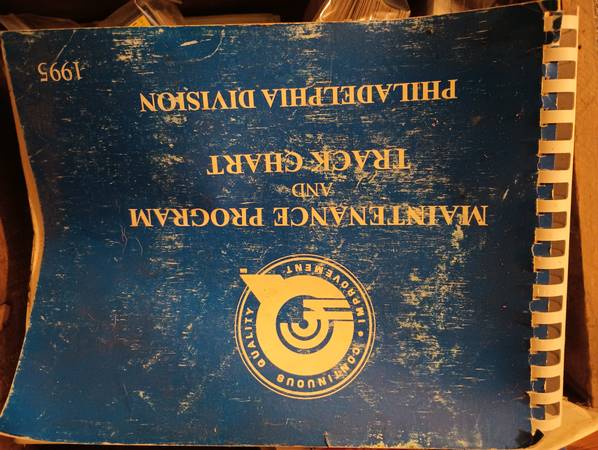 CONTINUOUS QUALITY IMPROVEMENT
MAINTENANCE PROGRAM
AND
TRACK CHART
PHILADELPHIA DIVISION
1995